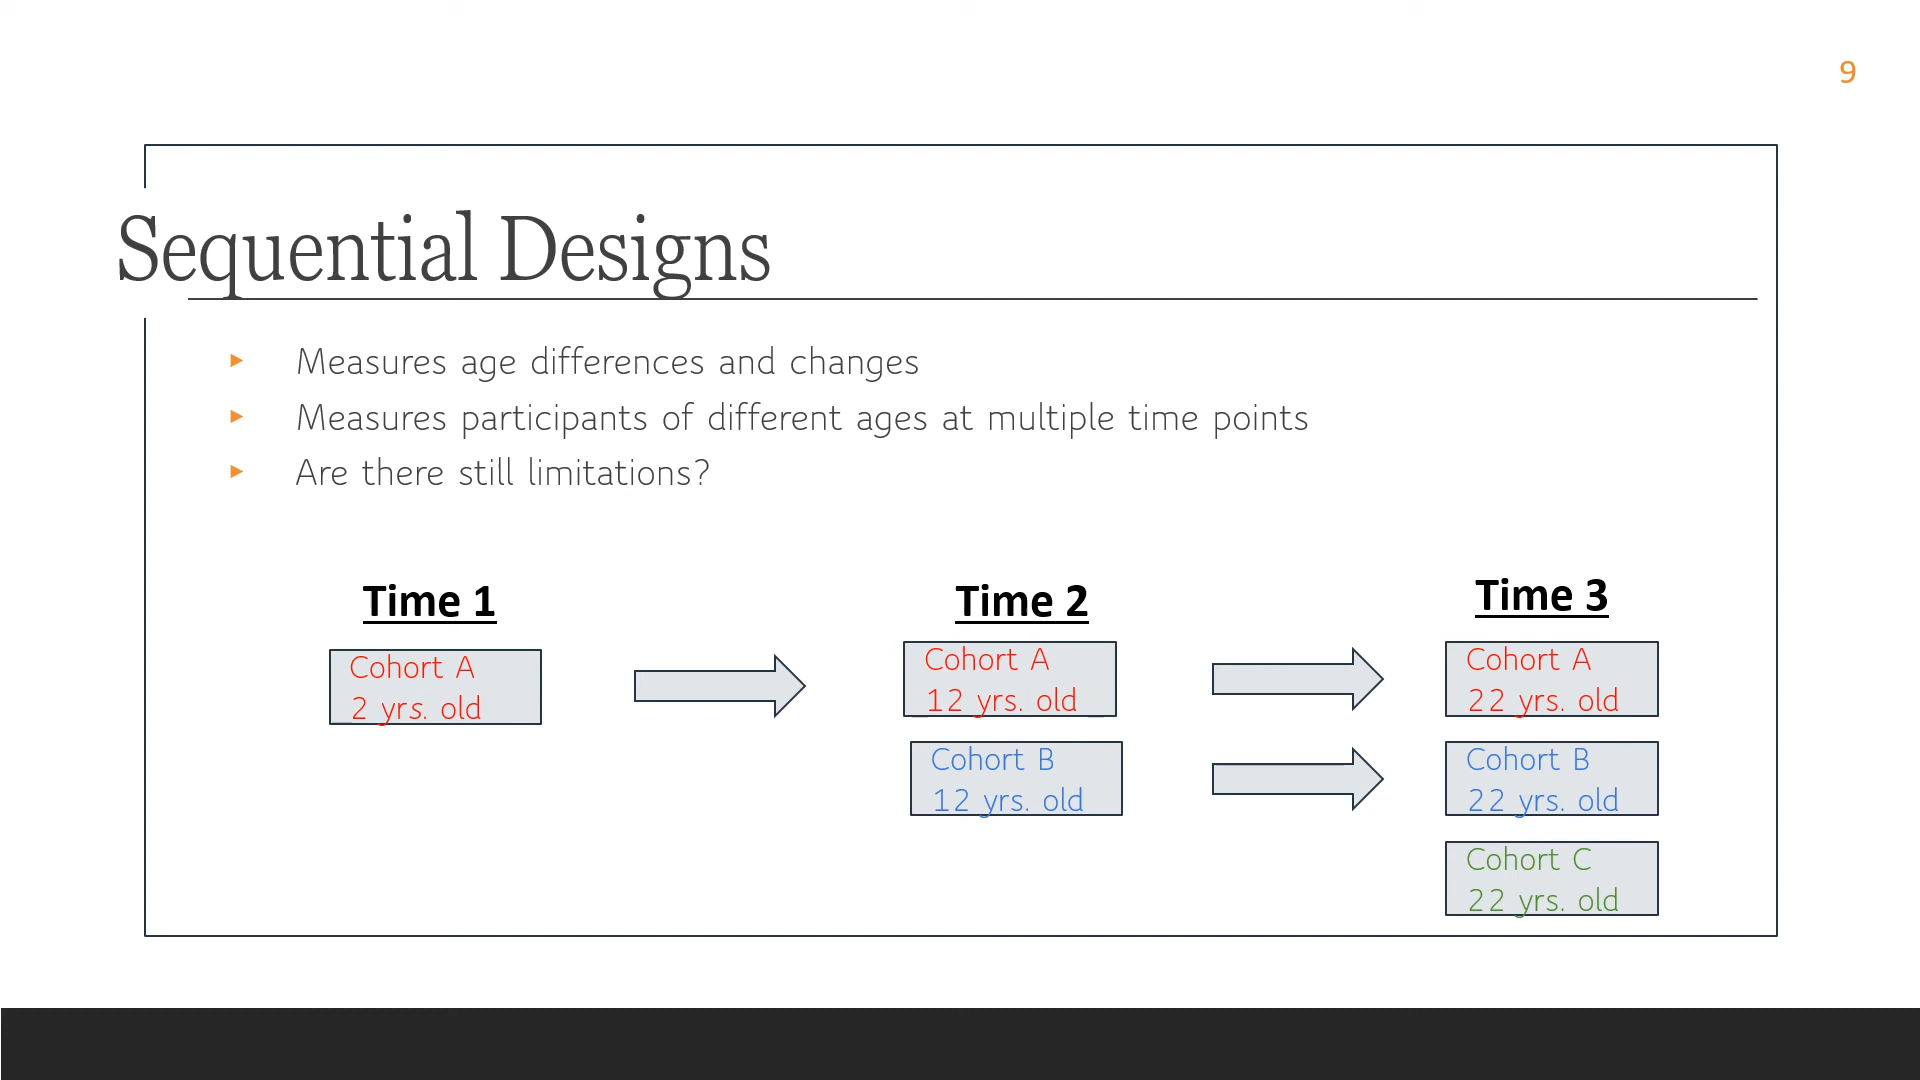 9
Sequential Designs
Measures age differences and changes
Measures participants of different ages at multiple time points
Are there still limitations?
Time 1
Time 2
Time 3
Cohort A
2 yrs. old
Cohort A
12 yrs. old
Cohort A
22 yrs. old
Cohort B
12 yrs. old
Cohort B
22 yrs. old
Cohort C
22 yrs. old